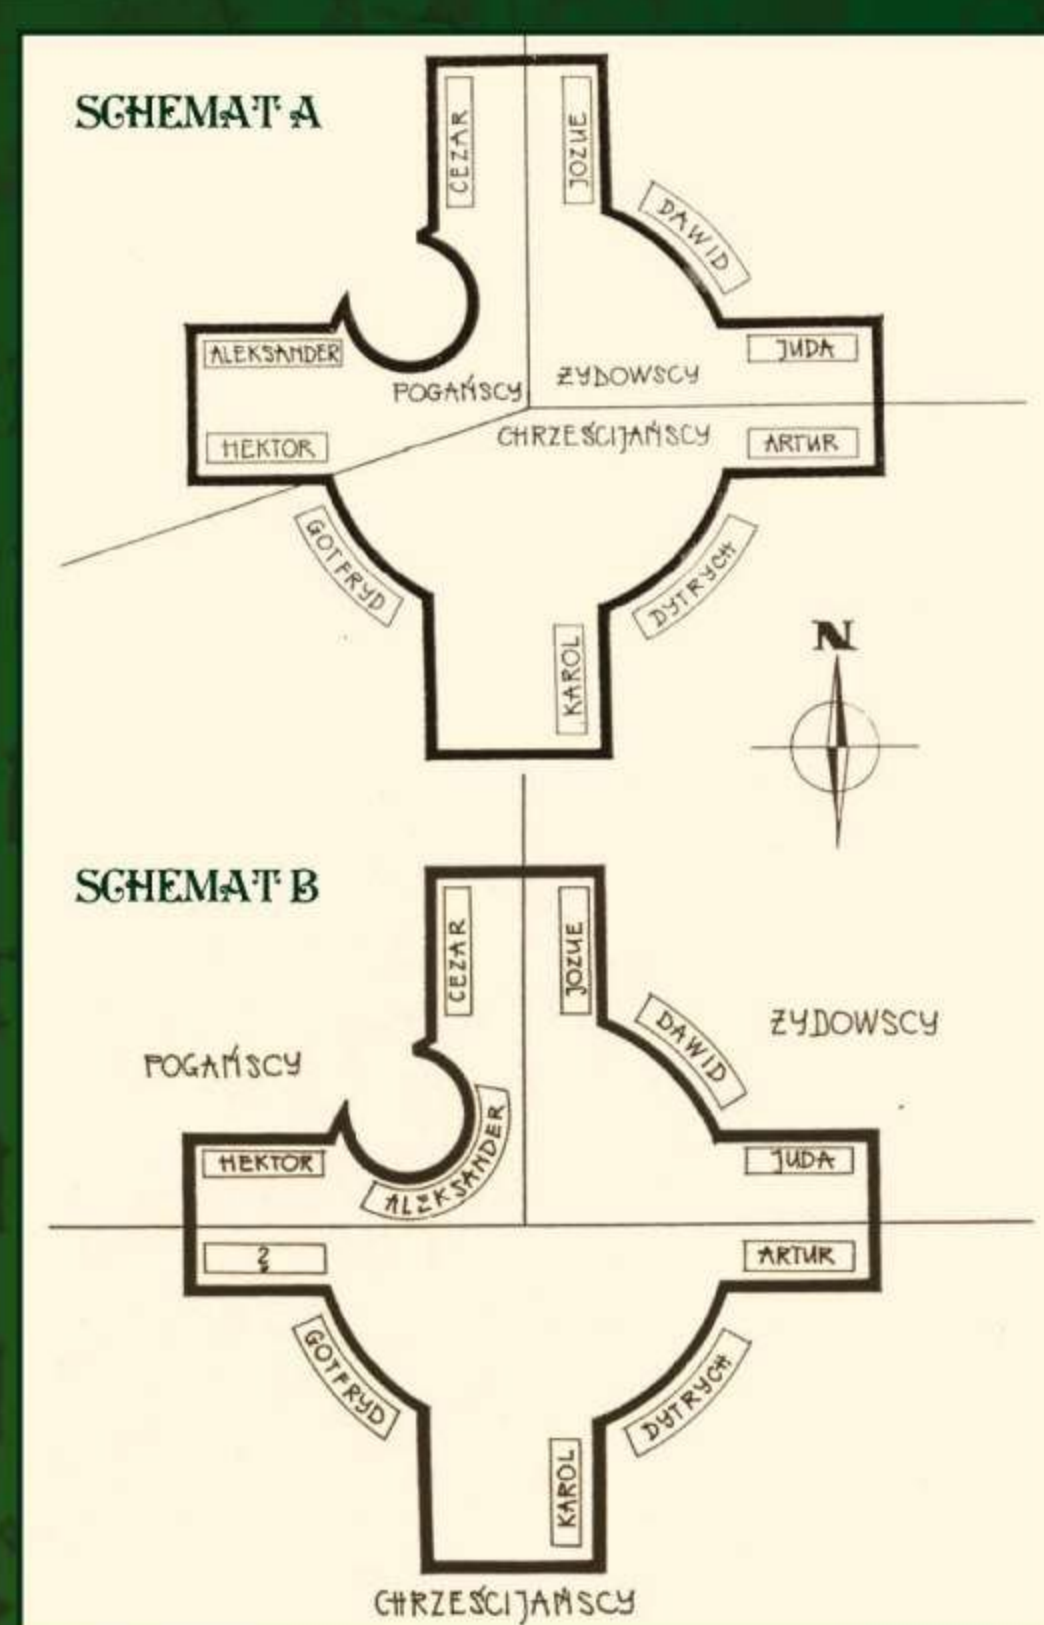 SCHEMAT A
CEZAR
JOZUE
DAWID
ALEKSANDER
JUDA
POGAŃSCY
ŻYDOWSCY
CHRZEŚCIJAŃSCY
HEKTOR
ARTUR
GOTFRYD
DYTRYCH
KAROL
N
SCHEMAT B
CEZAR
JOZUE
DAWID
ŻYDOWSCY
POGAŃSCY
HEKTOR
ALEKSANDER
JUDA
?
ARTUR
GOTFRYD
DYTRYCH
KAROL
CHRZEŚCIJAŃSCY